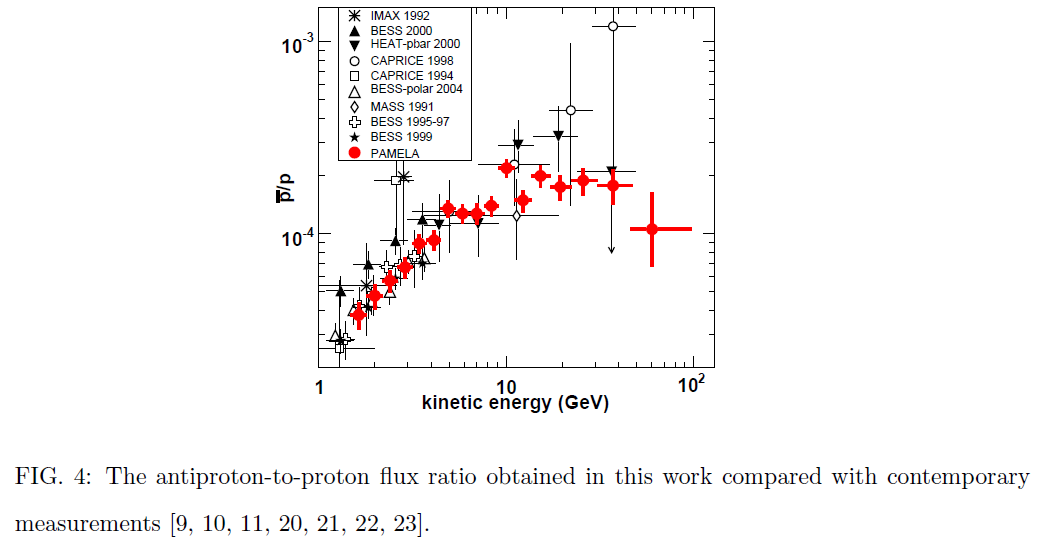 IMAX 1992
BESS 2000
HEAT-pbar 2000
CAPRICE 1998
CAPRICE 1994
BESS-polar 2004
MASS 1991
BESS 1995-97
BESS 1999
PAMELA
10⁻³
10⁻⁴
p̅/p
1
10
10²
kinetic energy (GeV)
FIG. 4: The antiproton-to-proton flux ratio obtained in this work compared with contemporary
measurements [9, 10, 11, 20, 21, 22, 23].